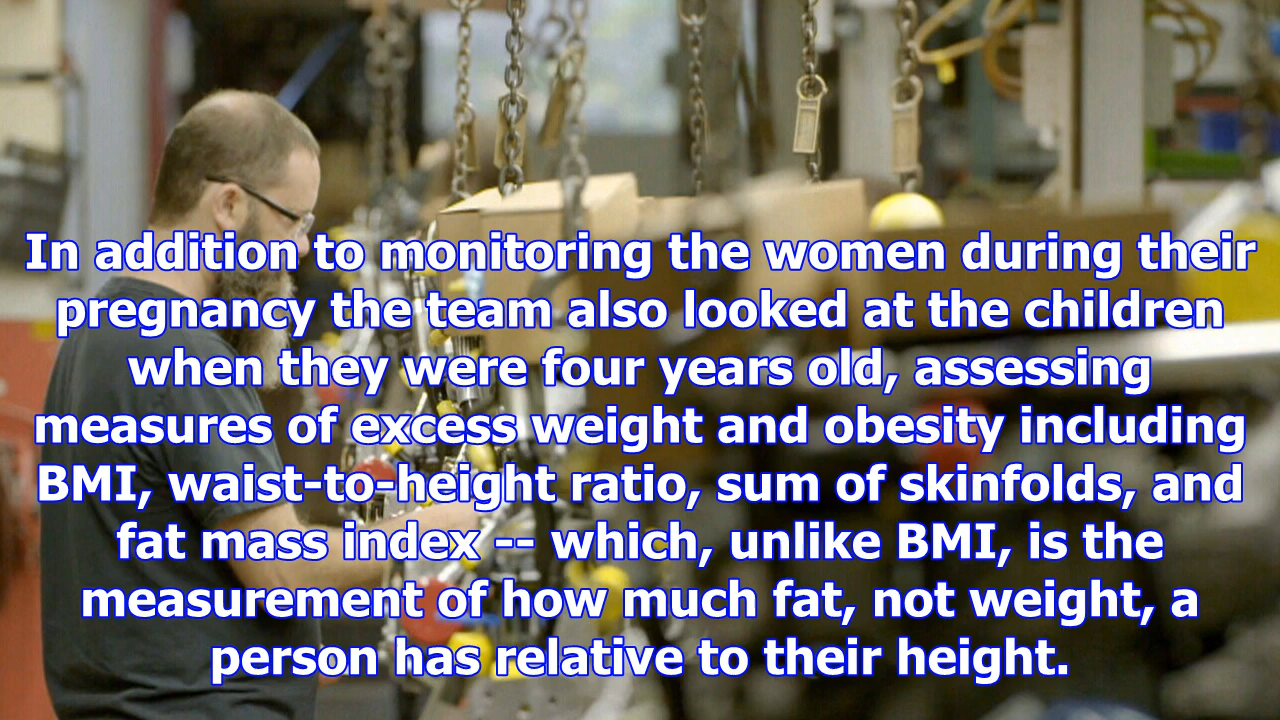 In addition to monitoring the women during their
pregnancy the team also looked at the children
when they were four years old, assessing
measures of excess weight and obesity including
BMI, waist-to-height ratio, sum of skinfolds, and
fat mass index -- which, unlike BMI, is the
measurement of how much fat, not weight, a
person has relative to their height.